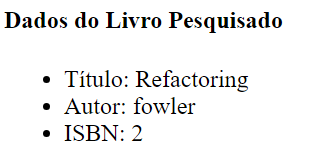 Dados do Livro Pesquisado
Título: Refactoring
Autor: fowler
ISBN: 2